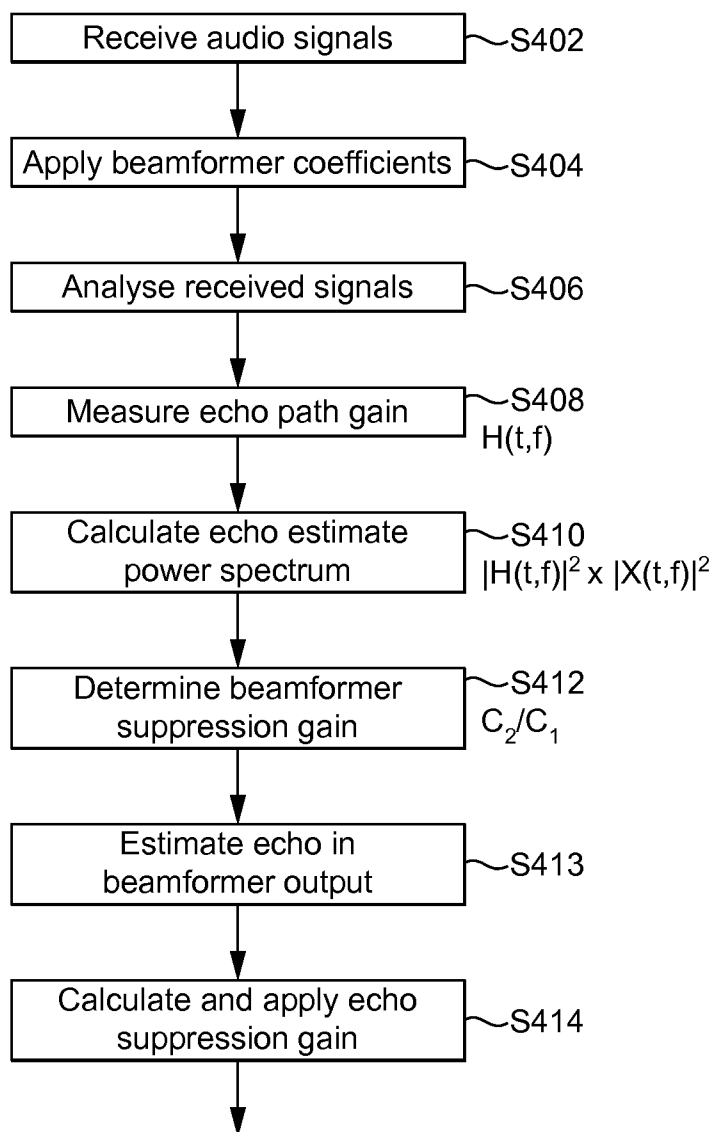 Receive audio signals
S402
Apply beamformer coefficients
S404
Analyse received signals
S406
Measure echo path gain
S408
H(t,f)
Calculate echo estimate
power spectrum
S410
|H(t,f)|² x |X(t,f)|²
Determine beamformer
suppression gain
S412
C₂/C₁
Estimate echo in
beamformer output
S413
Calculate and apply echo
suppression gain
S414